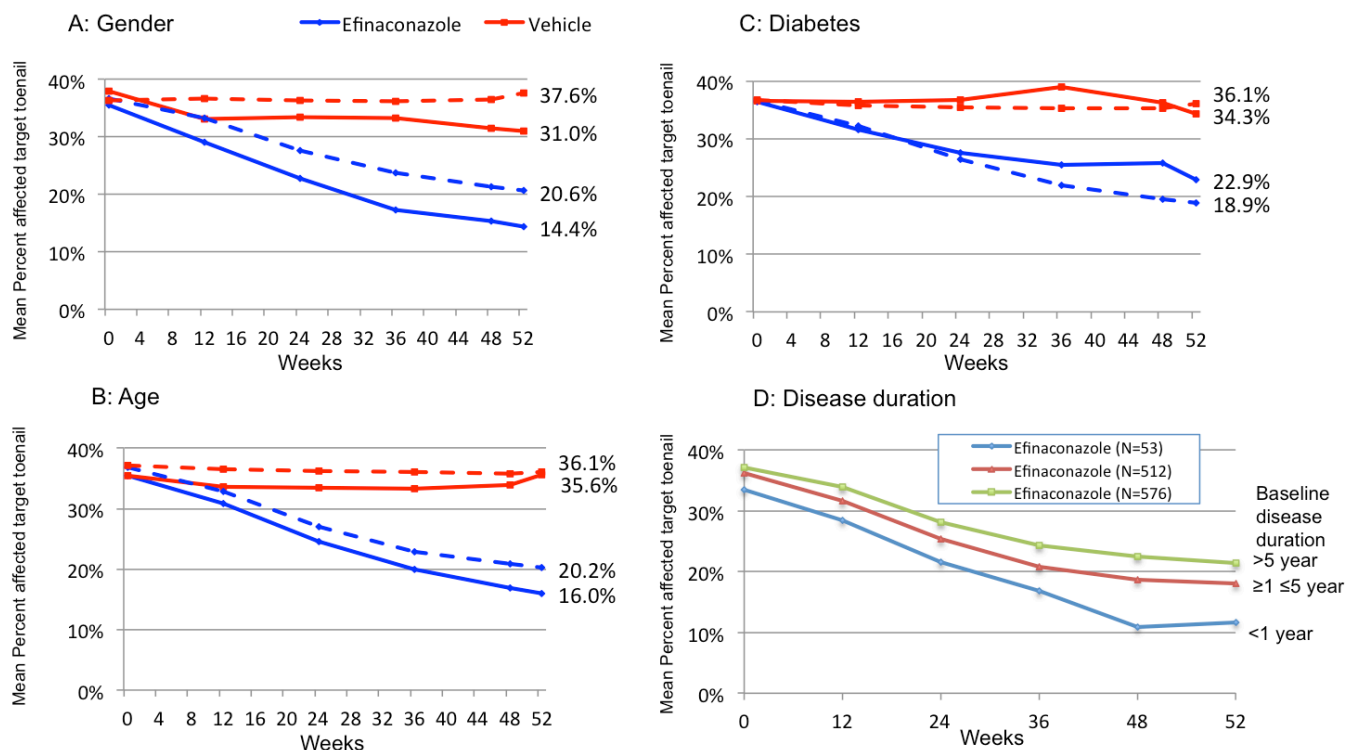 A: Gender
Efinaconazole
Vehicle
Mean Percent affected target toenail
40%
30%
20%
10%
0%
37.6%
31.0%
20.6%
14.4%
0 4 8 12 16 20 24 28 32 36 40 44 48 52
Weeks
C: Diabetes
Mean Percent affected target toenail
40%
30%
20%
10%
0%
36.1%
34.3%
22.9%
18.9%
0 4 8 12 16 20 24 28 32 36 40 44 48 52
Weeks
B: Age
Mean Percent affected target toenail
40%
30%
20%
10%
0%
36.1%
35.6%
20.2%
16.0%
0 4 8 12 16 20 24 28 32 36 40 44 48 52
Weeks
D: Disease duration
Mean Percent affected target toenail
40%
30%
20%
10%
0%
Efinaconazole (N=53)
Efinaconazole (N=512)
Efinaconazole (N=576)
Baseline
disease
duration
>5 year
≥1 ≤5 year
<1 year
0 12 24 36 48 52
Weeks